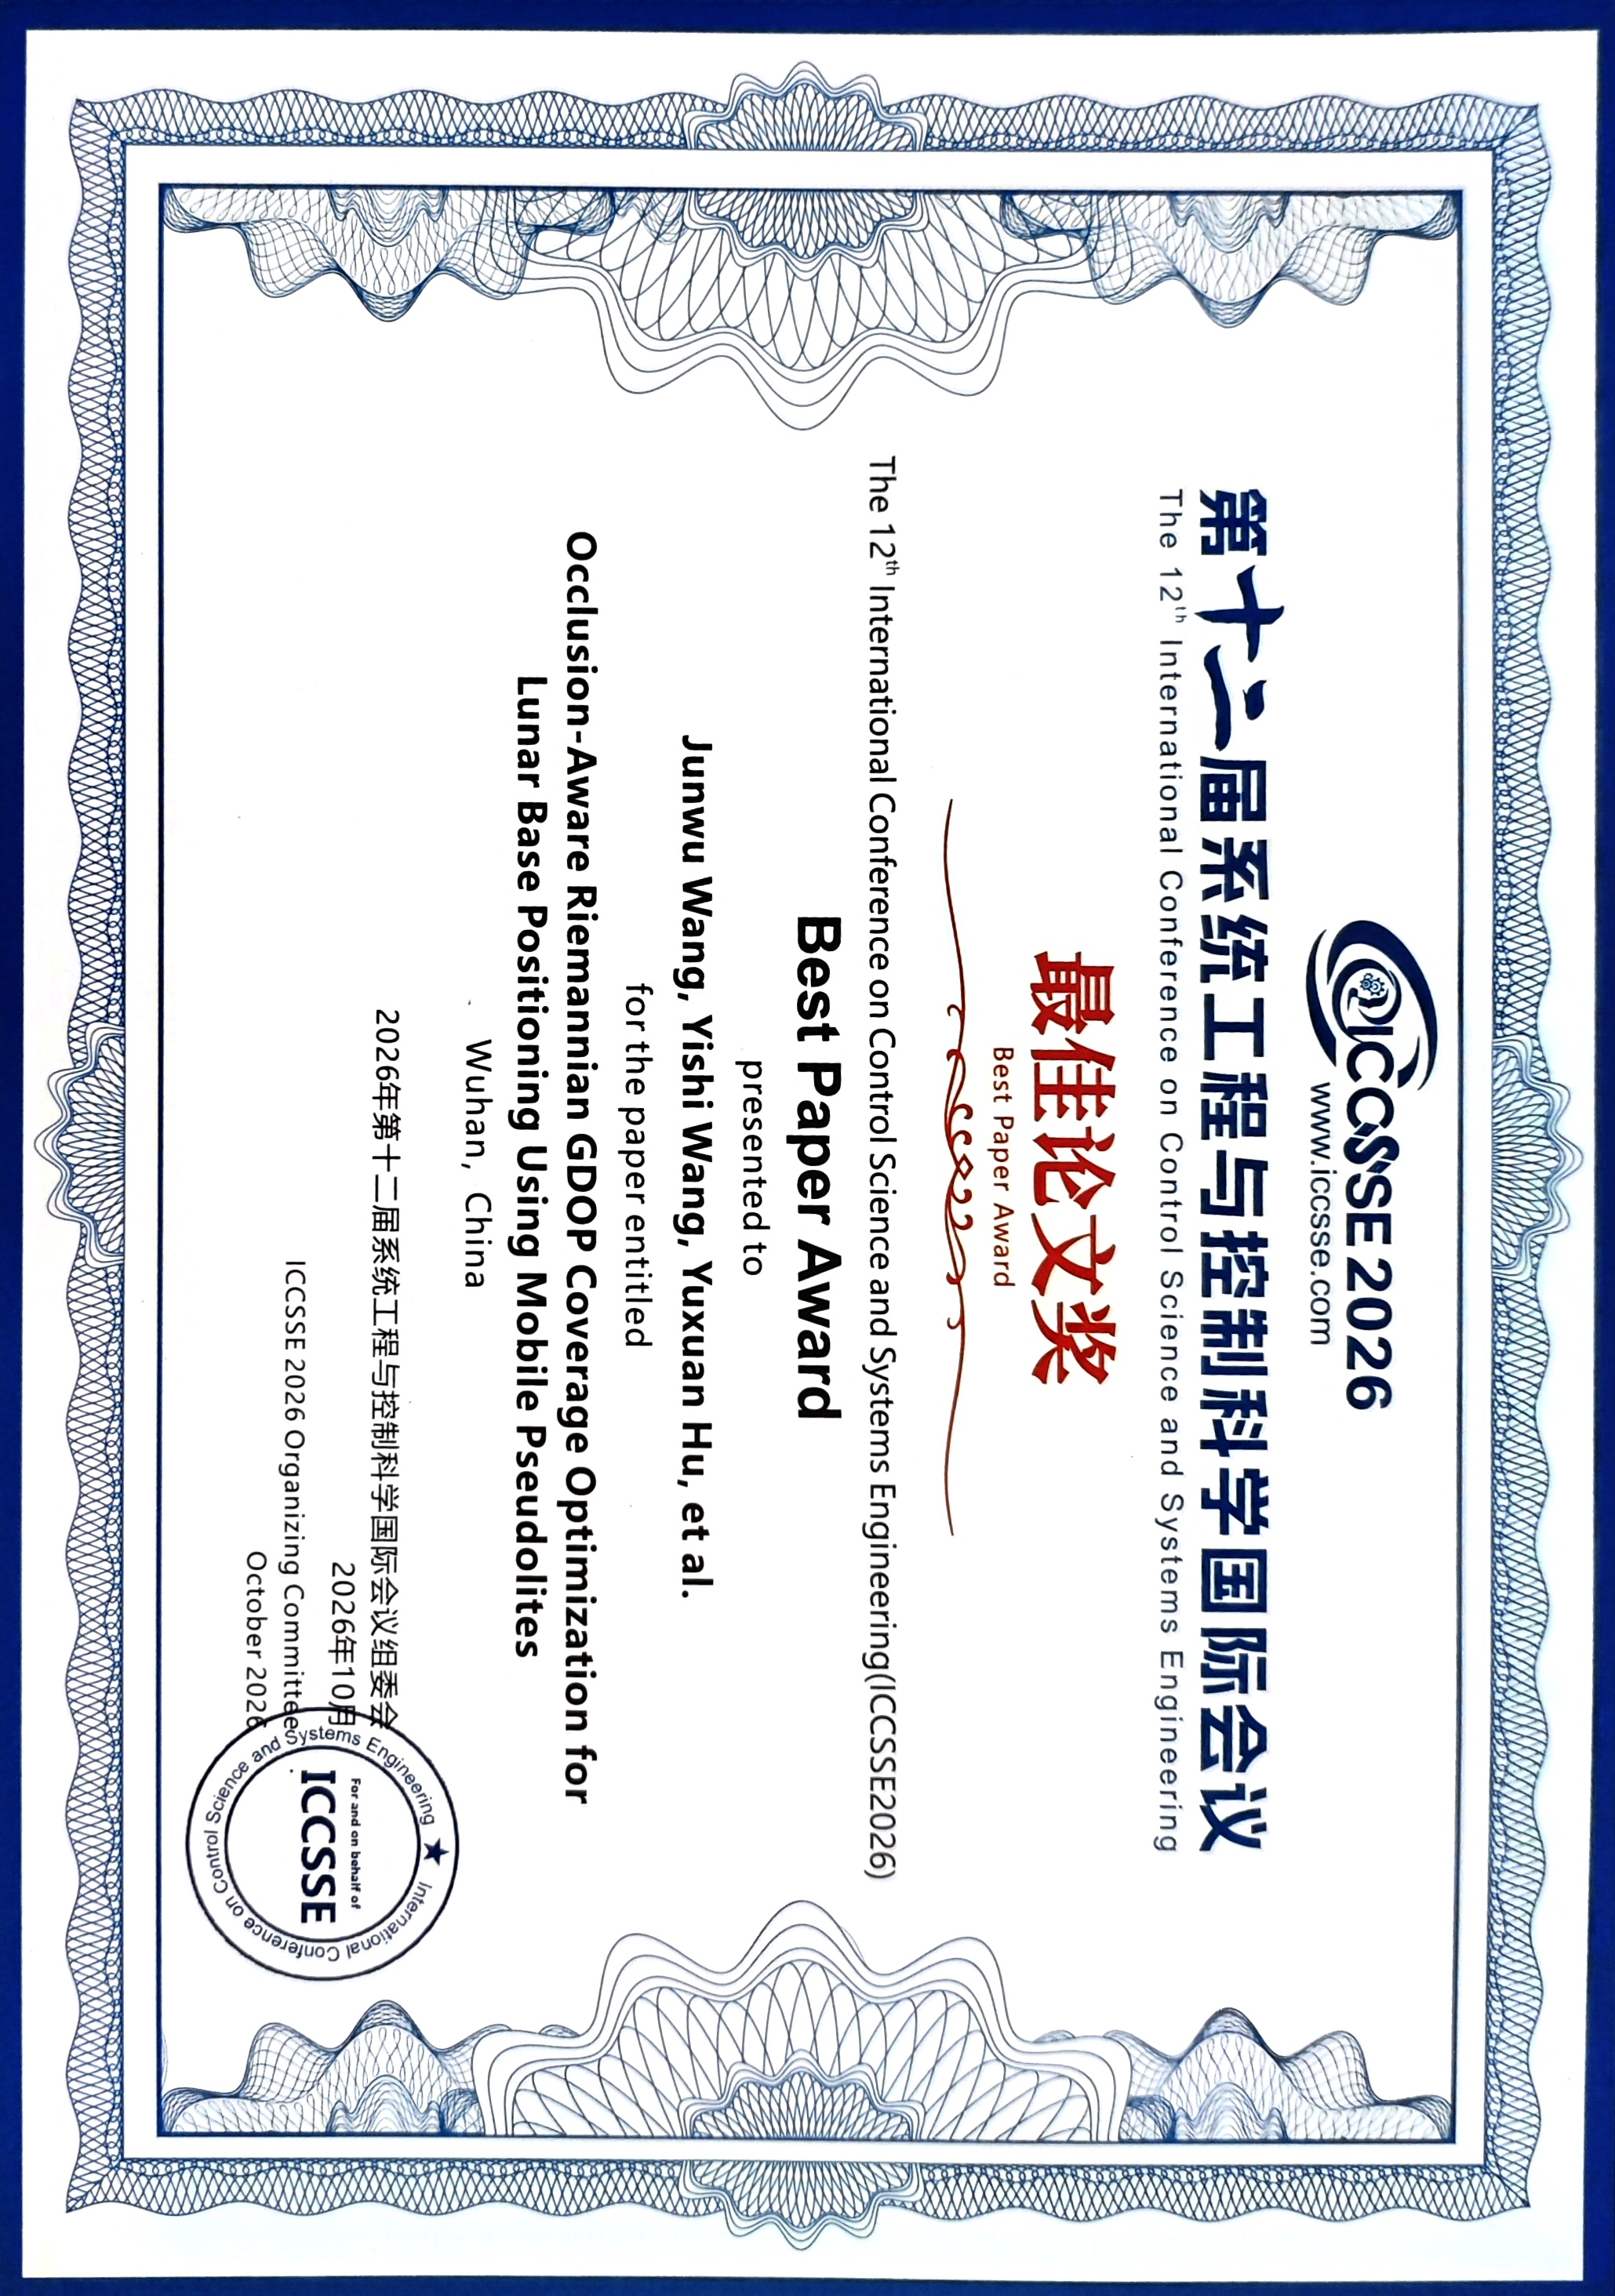 ICCSSE 2026
www.iccsse.com
第十二届系统工程与控制科学国际会议
The 12th International Conference on Control Science and Systems Engineering
最佳论文奖
Best Paper Award
The 12th International Conference on Control Science and Systems Engineering(ICCSSE2026)
Best Paper Award
presented to
Junwu Wang, Yishi Wang, Yuxuan Hu, et al.
for the paper entitled
Occlusion-Aware Riemannian GDOP Coverage Optimization for
Lunar Base Positioning Using Mobile Pseudolites
Wuhan, China
2026年第十二届系统工程与控制科学国际会议组委会
2026年10月
ICCSSE 2026 Organizing Committee
October 2026
International Conference on Control Science and Systems Engineering
For and on behalf of
ICCSSE